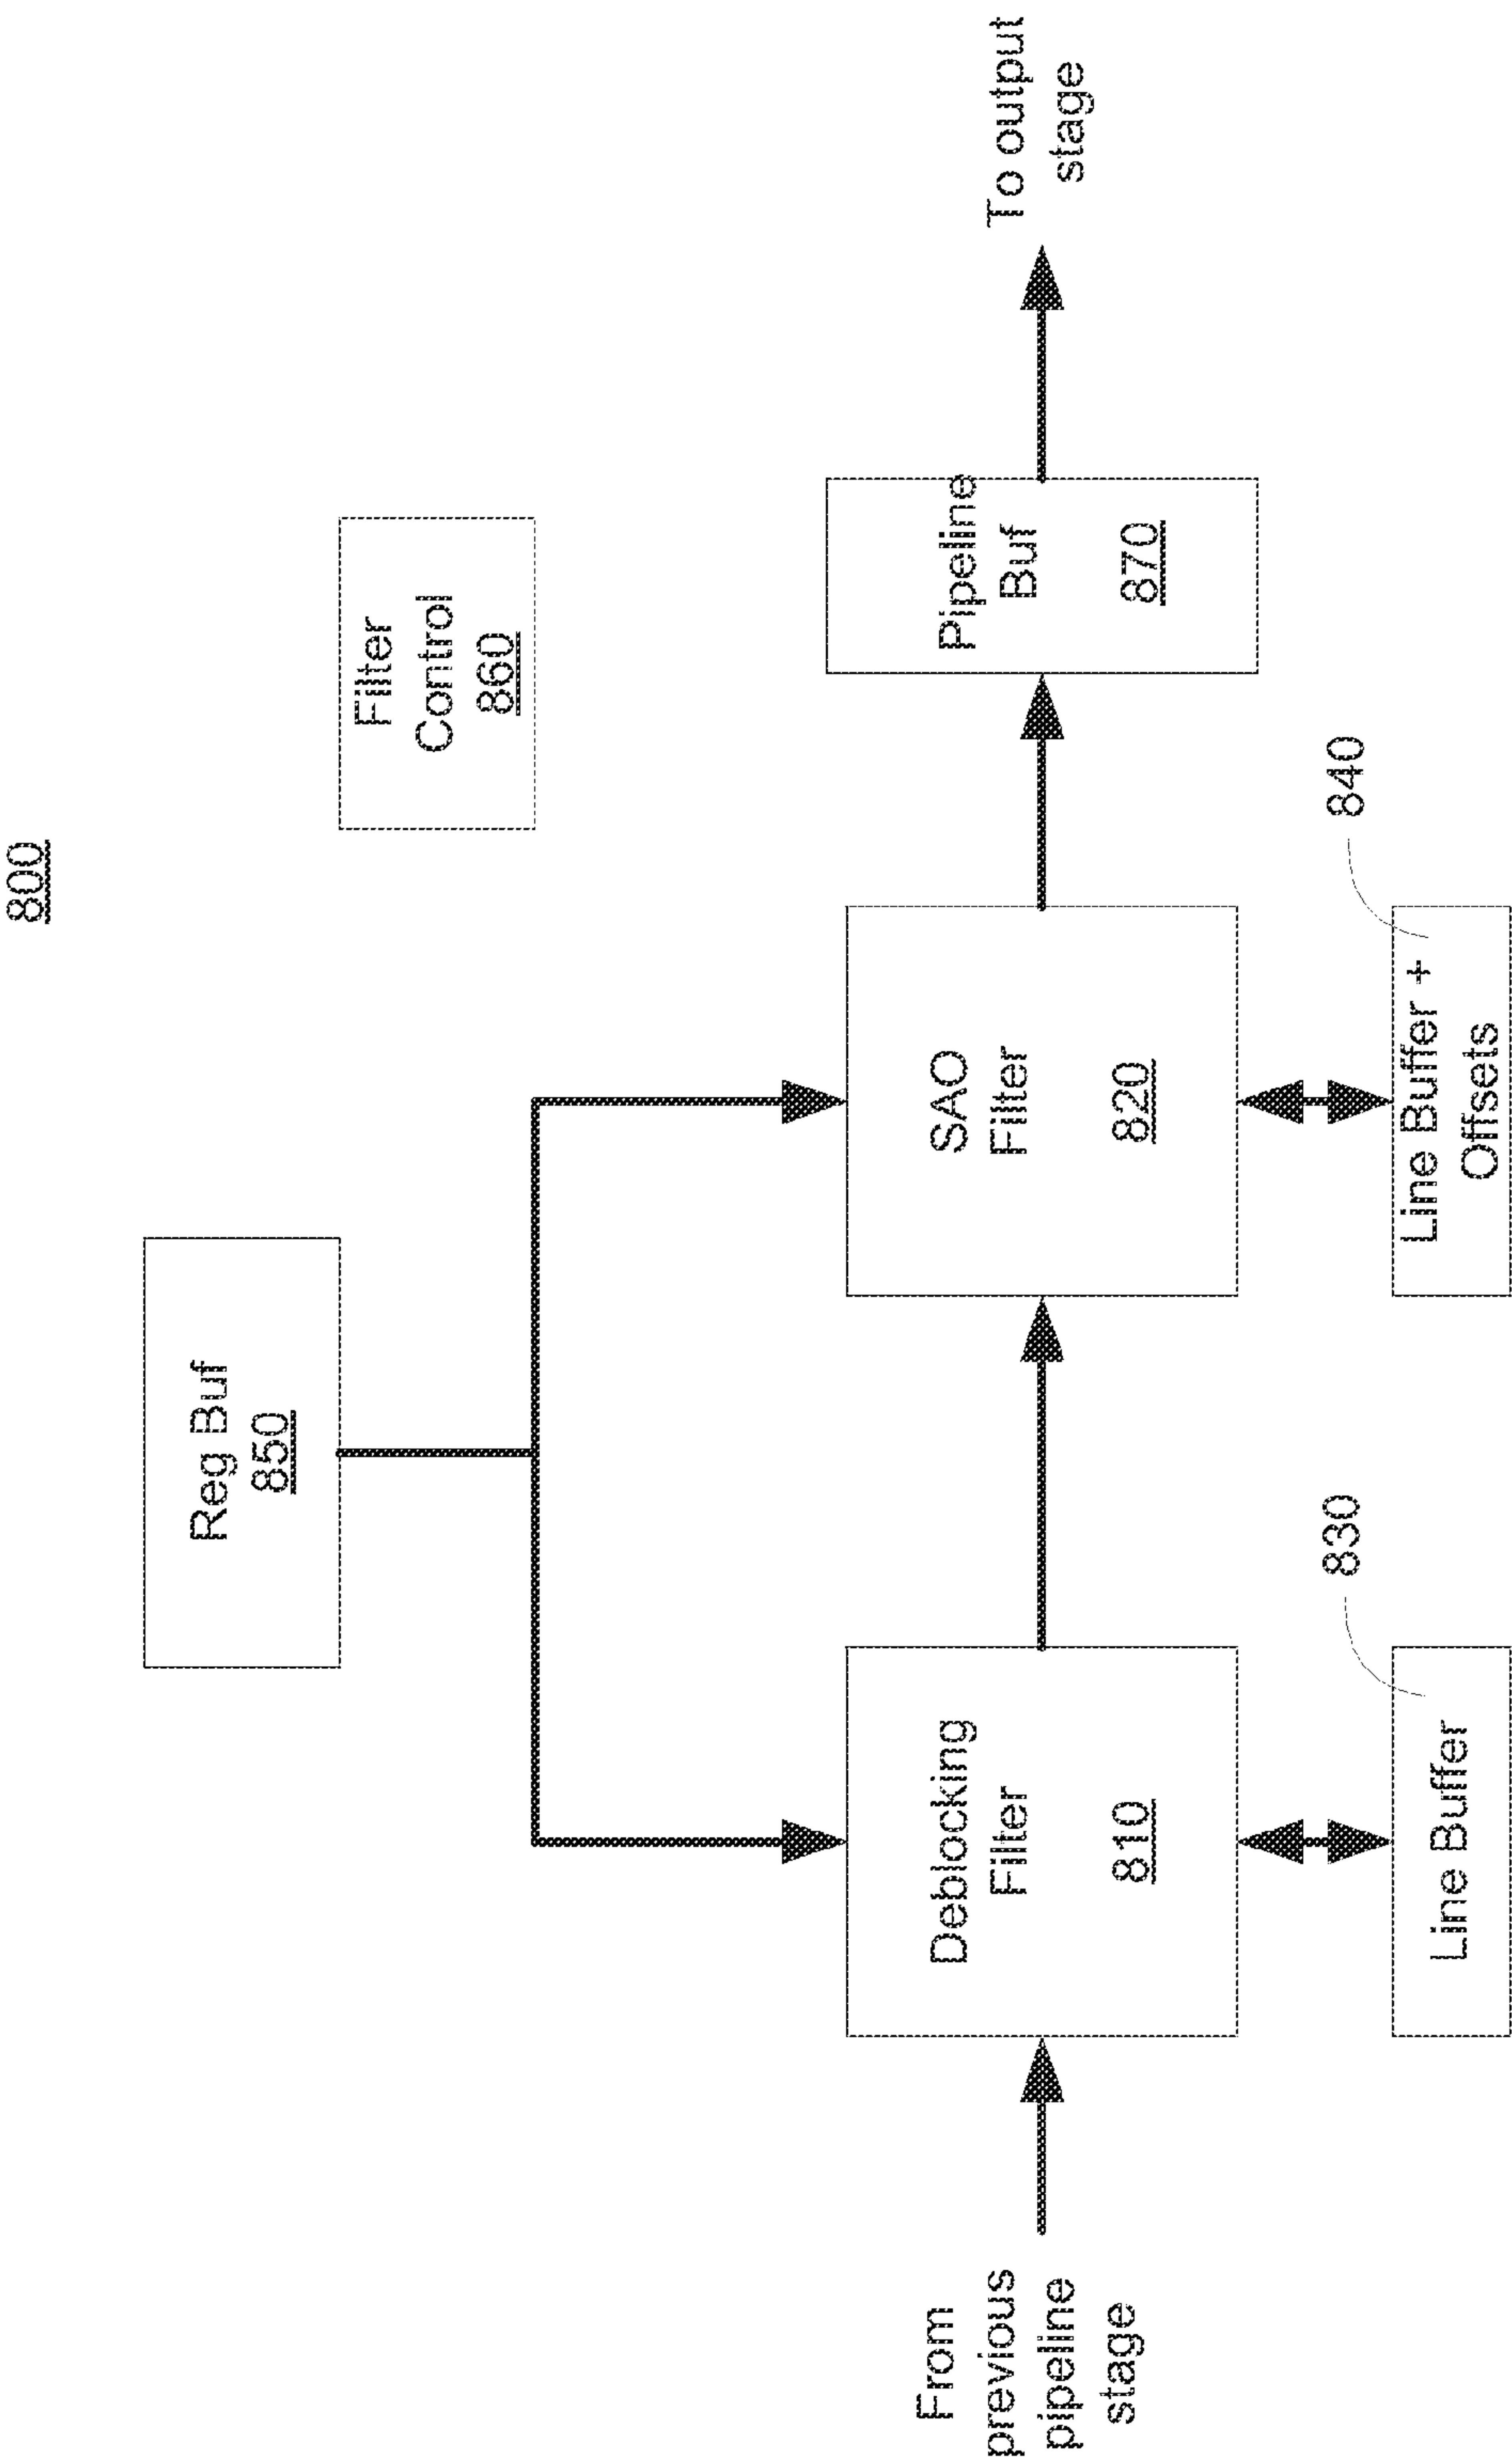 800
Reg Buf
850
Filter
Control
860
From
previous
pipeline
stage
Deblocking
Filter
810
SAO
Filter
820
Pipeline
Buf
870
To output
stage
830
Line Buffer
840
Line Buffer +
Offsets